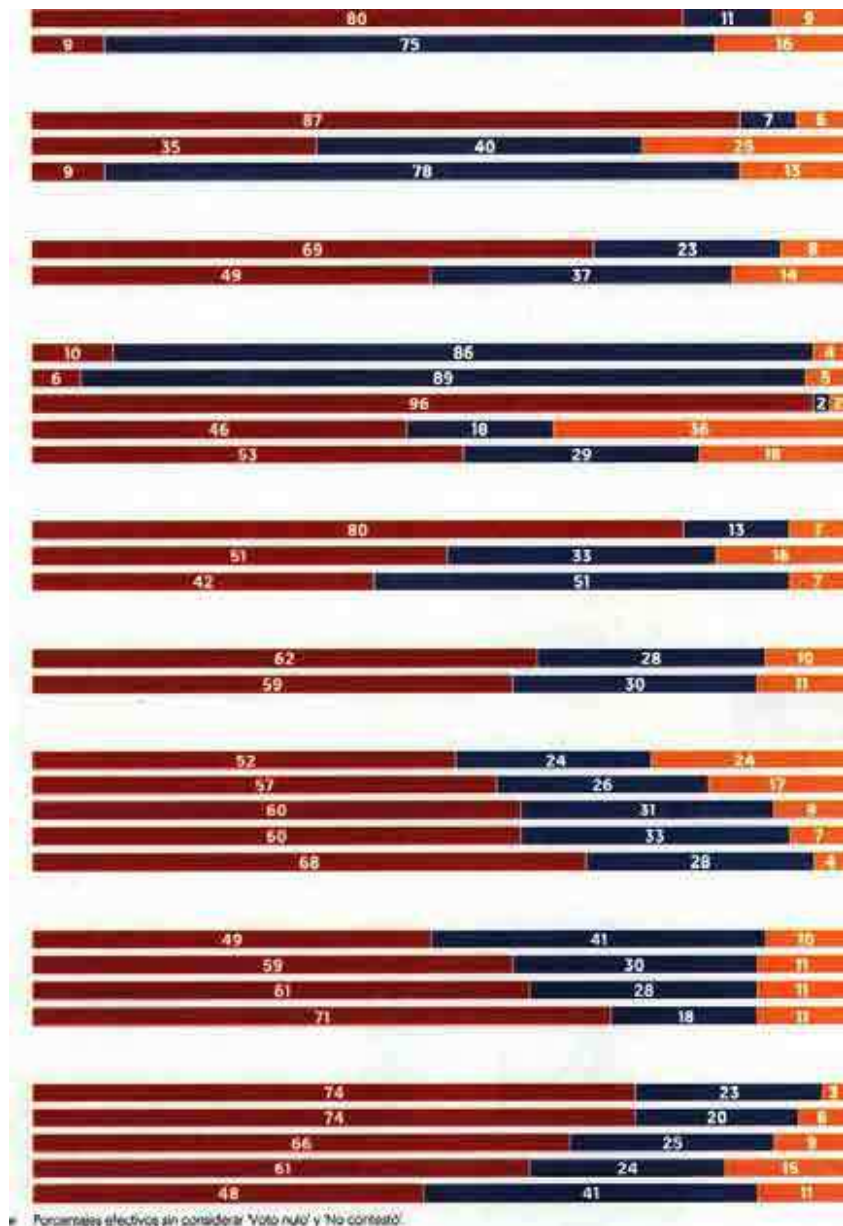 80 11 9
9 75 16
87 7 6
35 40 25
9 78 13
69 23 8
49 37 14
10 86 4
6 89 5
96 2 2
46 18 36
53 29 18
80 13 7
51 33 16
42 51 7
62 28 10
59 30 11
52 24 24
57 26 17
60 31 9
60 33 7
68 28 4
49 41 10
59 30 11
61 28 11
71 18 11
74 23 3
74 20 6
66 25 9
61 24 15
48 41 11
Porcentajes efectivos sin considerar 'Voto nulo' y 'No contestó'.